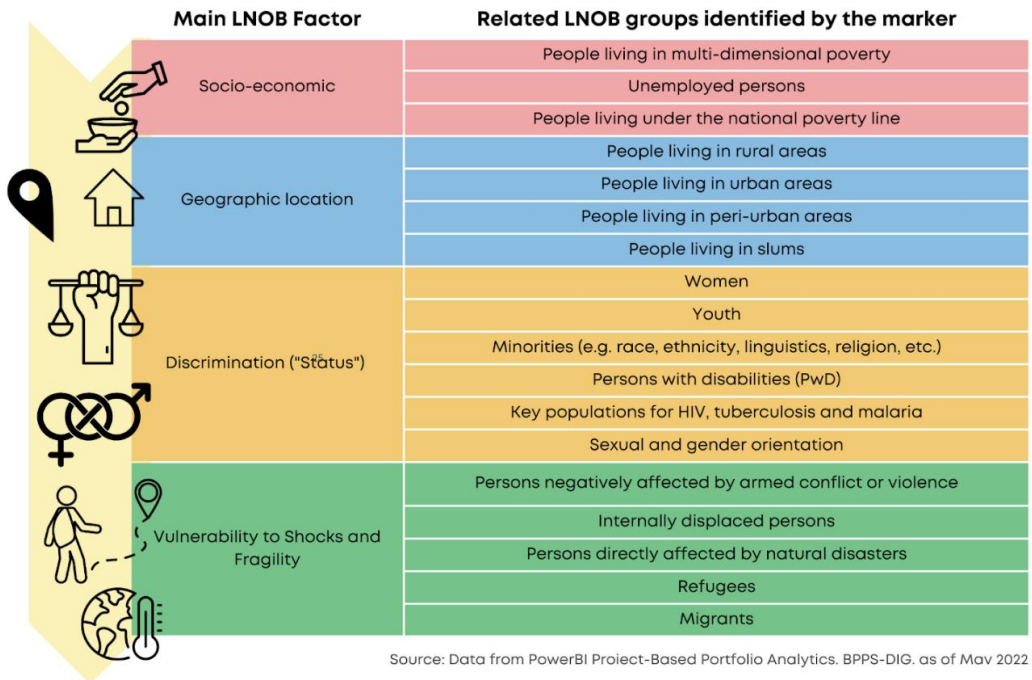 Main LNOB Factor
Related LNOB groups identified by the marker
Socio-economic
People living in multi-dimensional poverty
Unemployed persons
People living under the national poverty line
Geographic location
People living in rural areas
People living in urban areas
People living in peri-urban areas
People living in slums
Discrimination ("Status")
25
Women
Youth
Minorities (e.g. race, ethnicity, linguistics, religion, etc.)
Persons with disabilities (PwD)
Key populations for HIV, tuberculosis and malaria
Sexual and gender orientation
Vulnerability to Shocks and
Fragility
Persons negatively affected by armed conflict or violence
Internally displaced persons
Persons directly affected by natural disasters
Refugees
Migrants
Source: Data from PowerBI Project-Based Portfolio Analytics. BPPS-DIG. as of May 2022